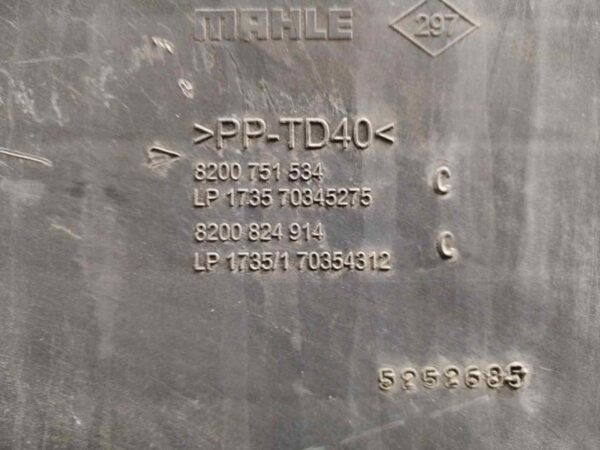 MAHLE
297
>PP-TD40<
8200 751 534 C
LP 1735 70345275
8200 824 914 C
LP 1735/1 70354312
5252685